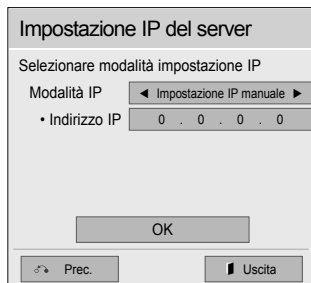 Impostazione IP del server
Selezionare modalità impostazione IP
Modalità IP ◄ Impostazione IP manuale ►
• Indirizzo IP 0 . 0 . 0 . 0
OK
Prec. Uscita